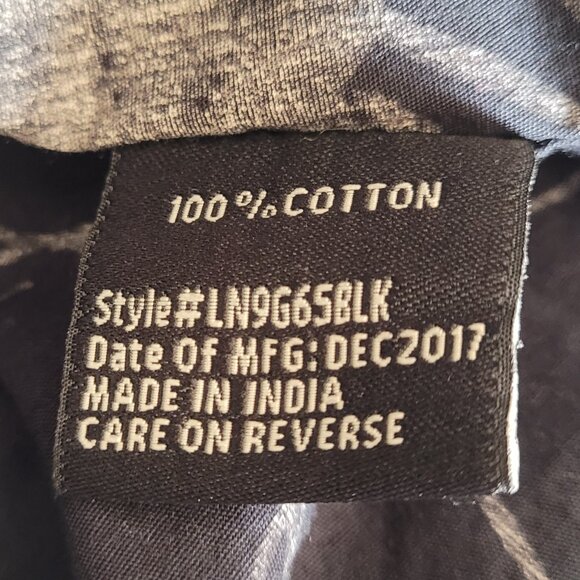 100% COTTON
Style# LN9G65BLK
Date Of MFG: DEC2017
MADE IN INDIA
CARE ON REVERSE